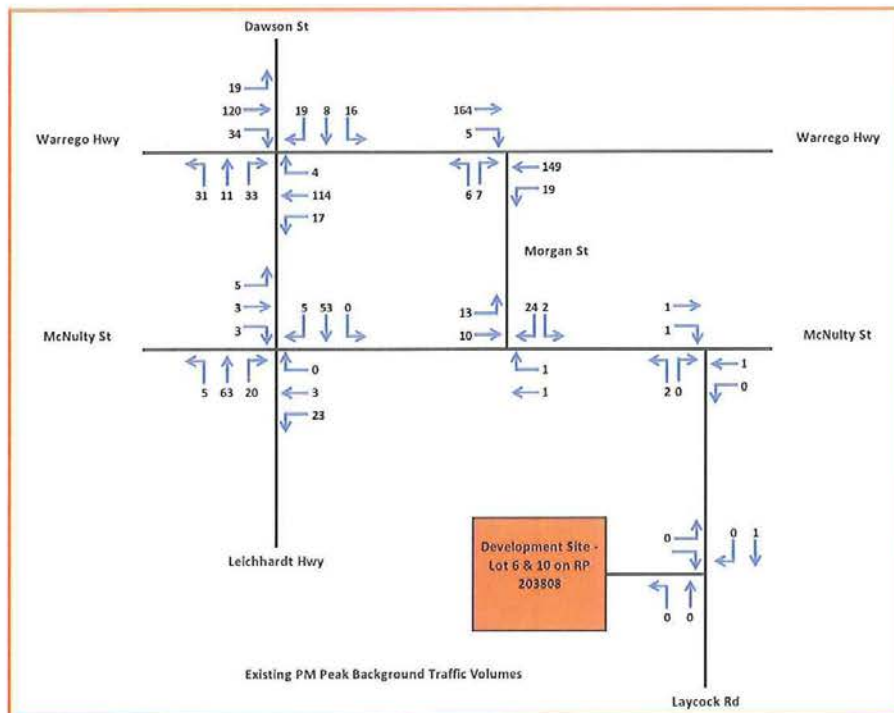 Dawson St
19
120 19 8 16 164
34 5
Warrego Hwy Warrego Hwy
4 149
31 11 33 114 6 7 19
17
Morgan St
5
3 5 53 0 13 24 2 1
3 10 1
McNulty St McNulty St
0 1 1
5 63 20 3 1 2 0 0
23
0 0 1
Development Site -
Lot 6 & 10 on RP
203808
Leichhardt Hwy
0 0
Existing PM Peak Background Traffic Volumes
Laycock Rd